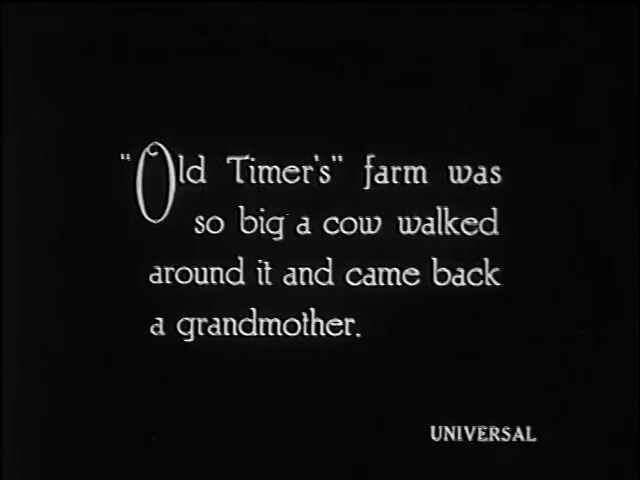 "Old Timer's" farm was
so big a cow walked
around it and came back
a grandmother.
UNIVERSAL